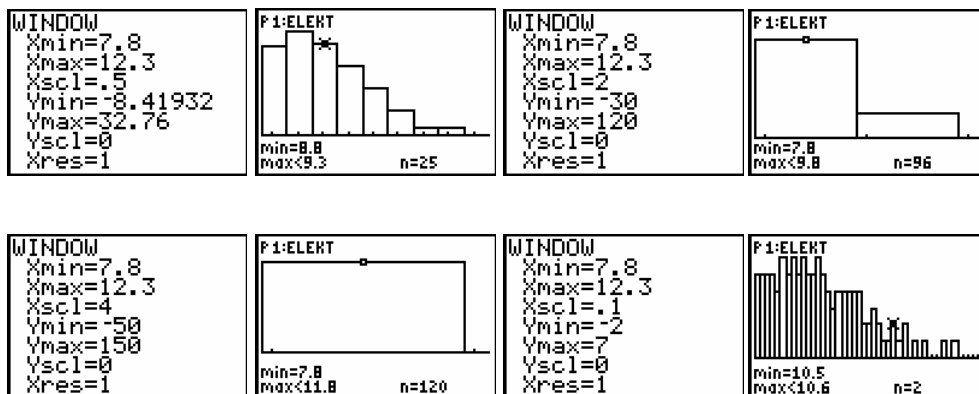 WINDOW
Xmin=7.8
Xmax=12.3
Xscl=.5
Ymin=-8.41932
Ymax=32.76
Yscl=0
Xres=1
P1:ELEKT
min=8.8
max<9.3 n=25
WINDOW
Xmin=7.8
Xmax=12.3
Xscl=2
Ymin=-30
Ymax=120
Yscl=0
Xres=1
P1:ELEKT
min=7.8
max<9.8 n=96
WINDOW
Xmin=7.8
Xmax=12.3
Xscl=4
Ymin=-50
Ymax=150
Yscl=0
Xres=1
P1:ELEKT
min=7.8
max<11.8 n=120
WINDOW
Xmin=7.8
Xmax=12.3
Xscl=.1
Ymin=-2
Ymax=7
Yscl=0
Xres=1
P1:ELEKT
min=10.5
max<10.6 n=2